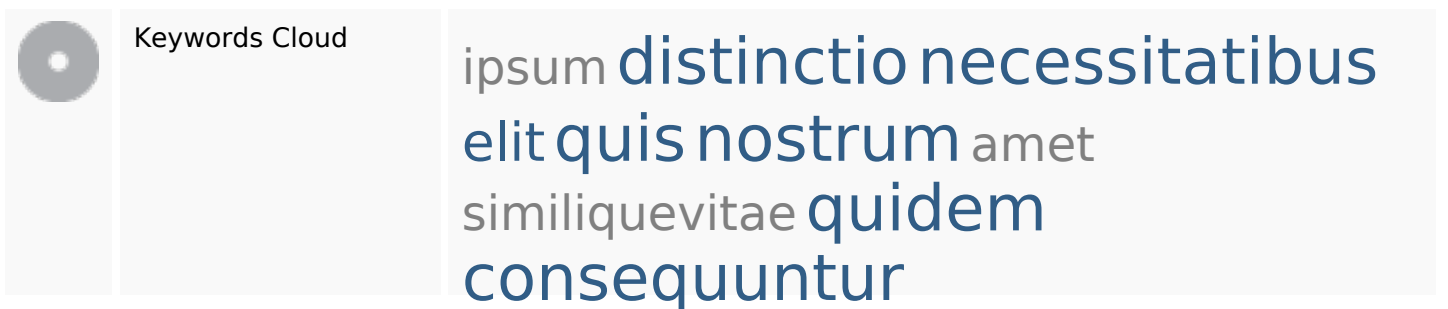 Keywords Cloud
ipsum distinctio necessitatibus
elit quis nostrum amet
similiquevitae quidem
consequuntur